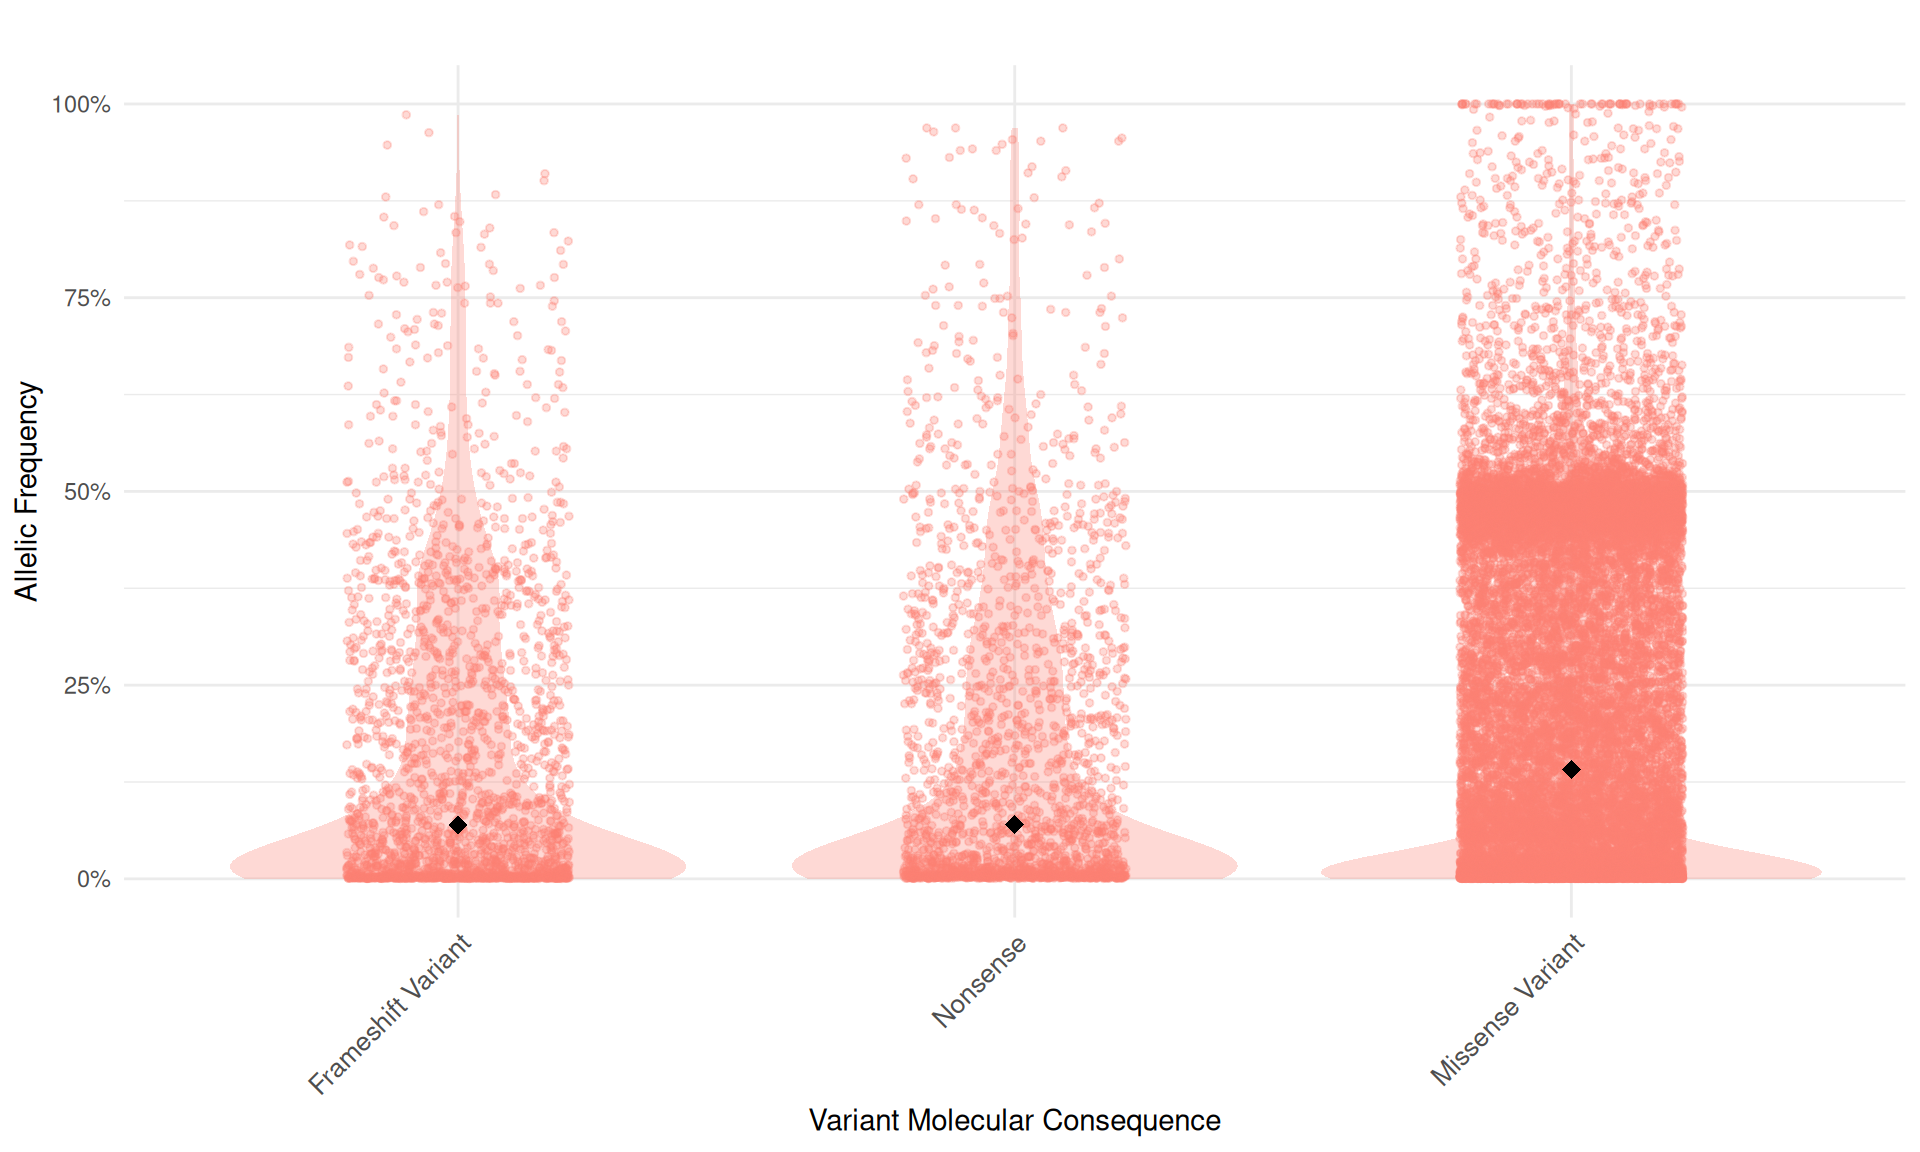 Allelic Frequency
100%
75%
50%
25%
0%
Frameshift Variant
Nonsense
Missense Variant
Variant Molecular Consequence